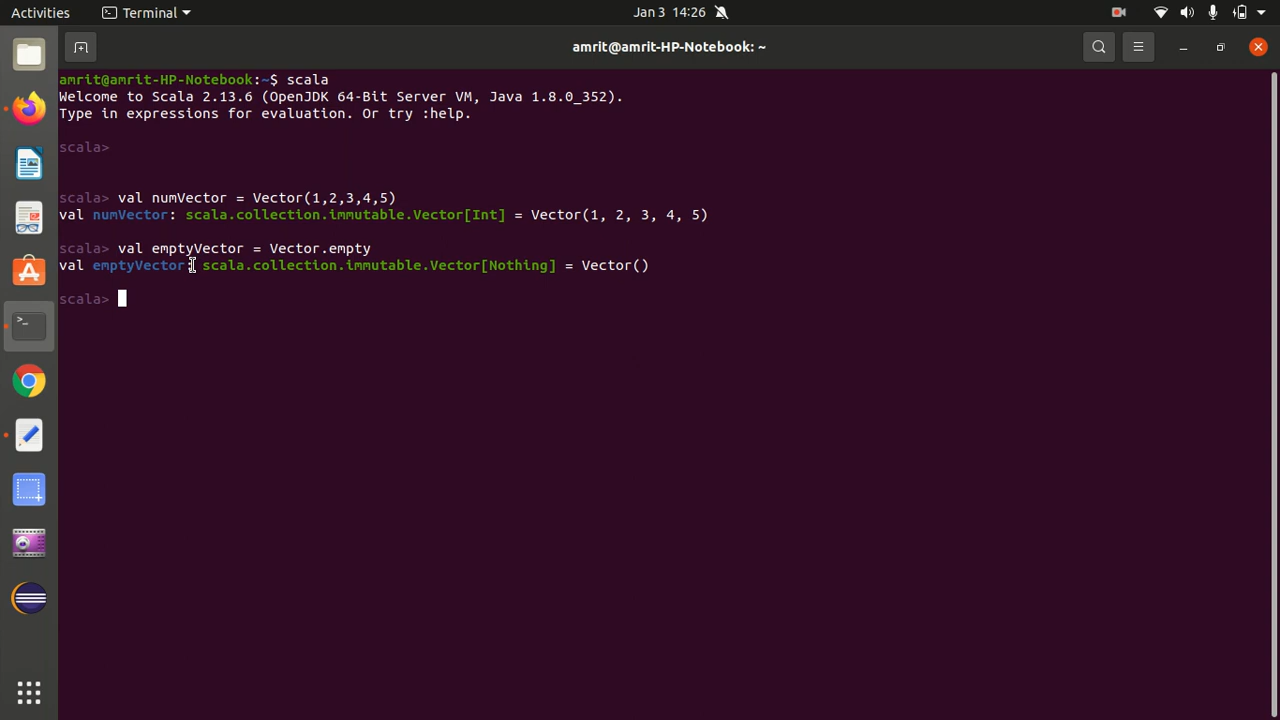 Activities Terminal Jan 3 14:26
amrit@amrit-HP-Notebook: ~
amrit@amrit-HP-Notebook:~$ scala
Welcome to Scala 2.13.6 (OpenJDK 64-Bit Server VM, Java 1.8.0_352).
Type in expressions for evaluation. Or try :help.
scala>
scala> val numVector = Vector(1,2,3,4,5)
val numVector: scala.collection.immutable.Vector[Int] = Vector(1, 2, 3, 4, 5)
scala> val emptyVector = Vector.empty
val emptyVector: scala.collection.immutable.Vector[Nothing] = Vector()
scala>